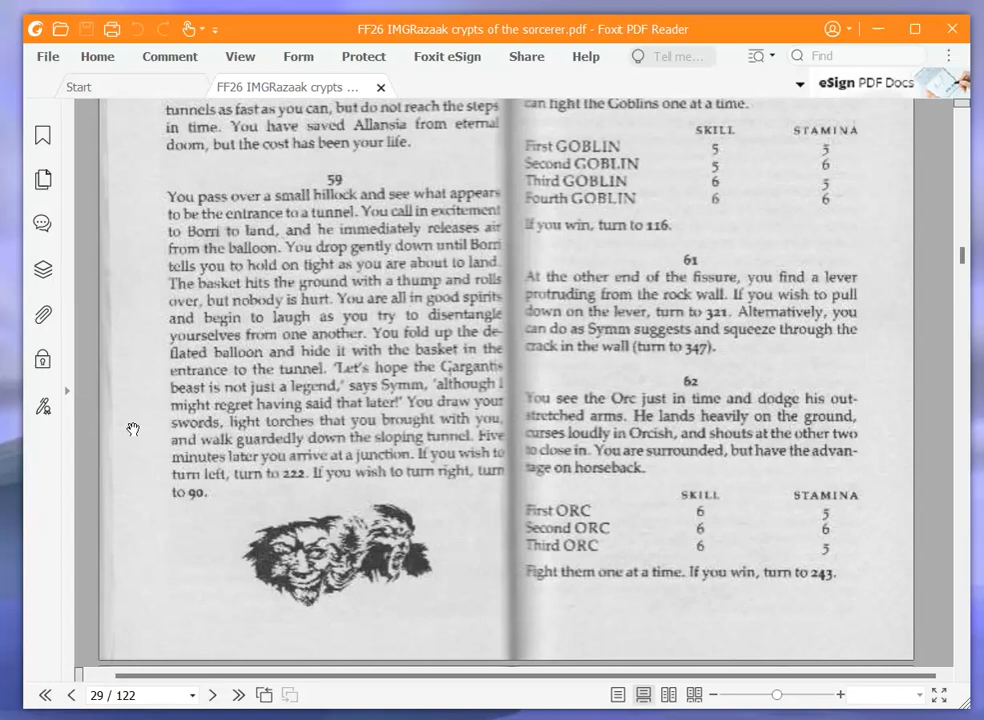 FF26 IMGRazaak crypts of the sorcerer.pdf - Foxit PDF Reader
File Home Comment View Form Protect Foxit eSign Share Help Tell me... Find
Start FF26 IMGRazaak crypts ... eSign PDF Docs
tunnels as fast as you can, but do not reach the steps
in time. You have saved Allansia from eternal
doom, but the cost has been your life.
59
You pass over a small hillock and see what appears
to be the entrance to a tunnel. You call in excitement
to Borri to land, and he immediately releases air
from the balloon. You drop gently down until Borri
tells you to hold on tight as you are about to land.
The basket hits the ground with a thump and rolls
over, but nobody is hurt. You are all in good spirits
and begin to laugh as you try to disentangle
yourselves from one another. You fold up the de-
flated balloon and hide it with the basket in the
entrance to the tunnel. 'Let's hope the Gargantis
beast is not just a legend,' says Symm, 'although I
might regret having said that later!' You draw your
swords, light torches that you brought with you,
and walk guardedly down the sloping tunnel. Five
minutes later you arrive at a junction. If you wish to
turn left, turn to 222. If you wish to turn right, turn
to 90.
can fight the Goblins one at a time.
SKILL STAMINA
First GOBLIN 5 5
Second GOBLIN 5 6
Third GOBLIN 6 5
Fourth GOBLIN 6 6
If you win, turn to 116.
61
At the other end of the fissure, you find a lever
protruding from the rock wall. If you wish to pull
down on the lever, turn to 321. Alternatively, you
can do as Symm suggests and squeeze through the
crack in the wall (turn to 347).
62
You see the Orc just in time and dodge his out-
stretched arms. He lands heavily on the ground,
curses loudly in Orcish, and shouts at the other two
to close in. You are surrounded, but have the advan-
tage on horseback.
SKILL STAMINA
First ORC 6 5
Second ORC 6 6
Third ORC 6 5
Fight them one at a time. If you win, turn to 243.
29 / 122